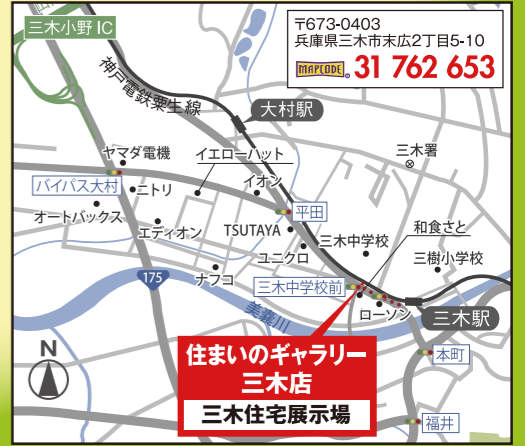 三木小野IC
〒673-0403
兵庫県三木市末広2丁目5-10
MAPCODE® 31 762 653
神戸電鉄粟生線
大村駅
ヤマダ電機
イエローハット
三木署
バイパス大村
ニトリ
イオン
オートバックス
平田
エディオン
TSUTAYA
和食さと
三木中学校
ユニクロ
三樹小学校
175
ナフコ
三木中学校前
ローソン
美嚢川
三木駅
N
住まいのギャラリー
三木店
三木住宅展示場
本町
福井